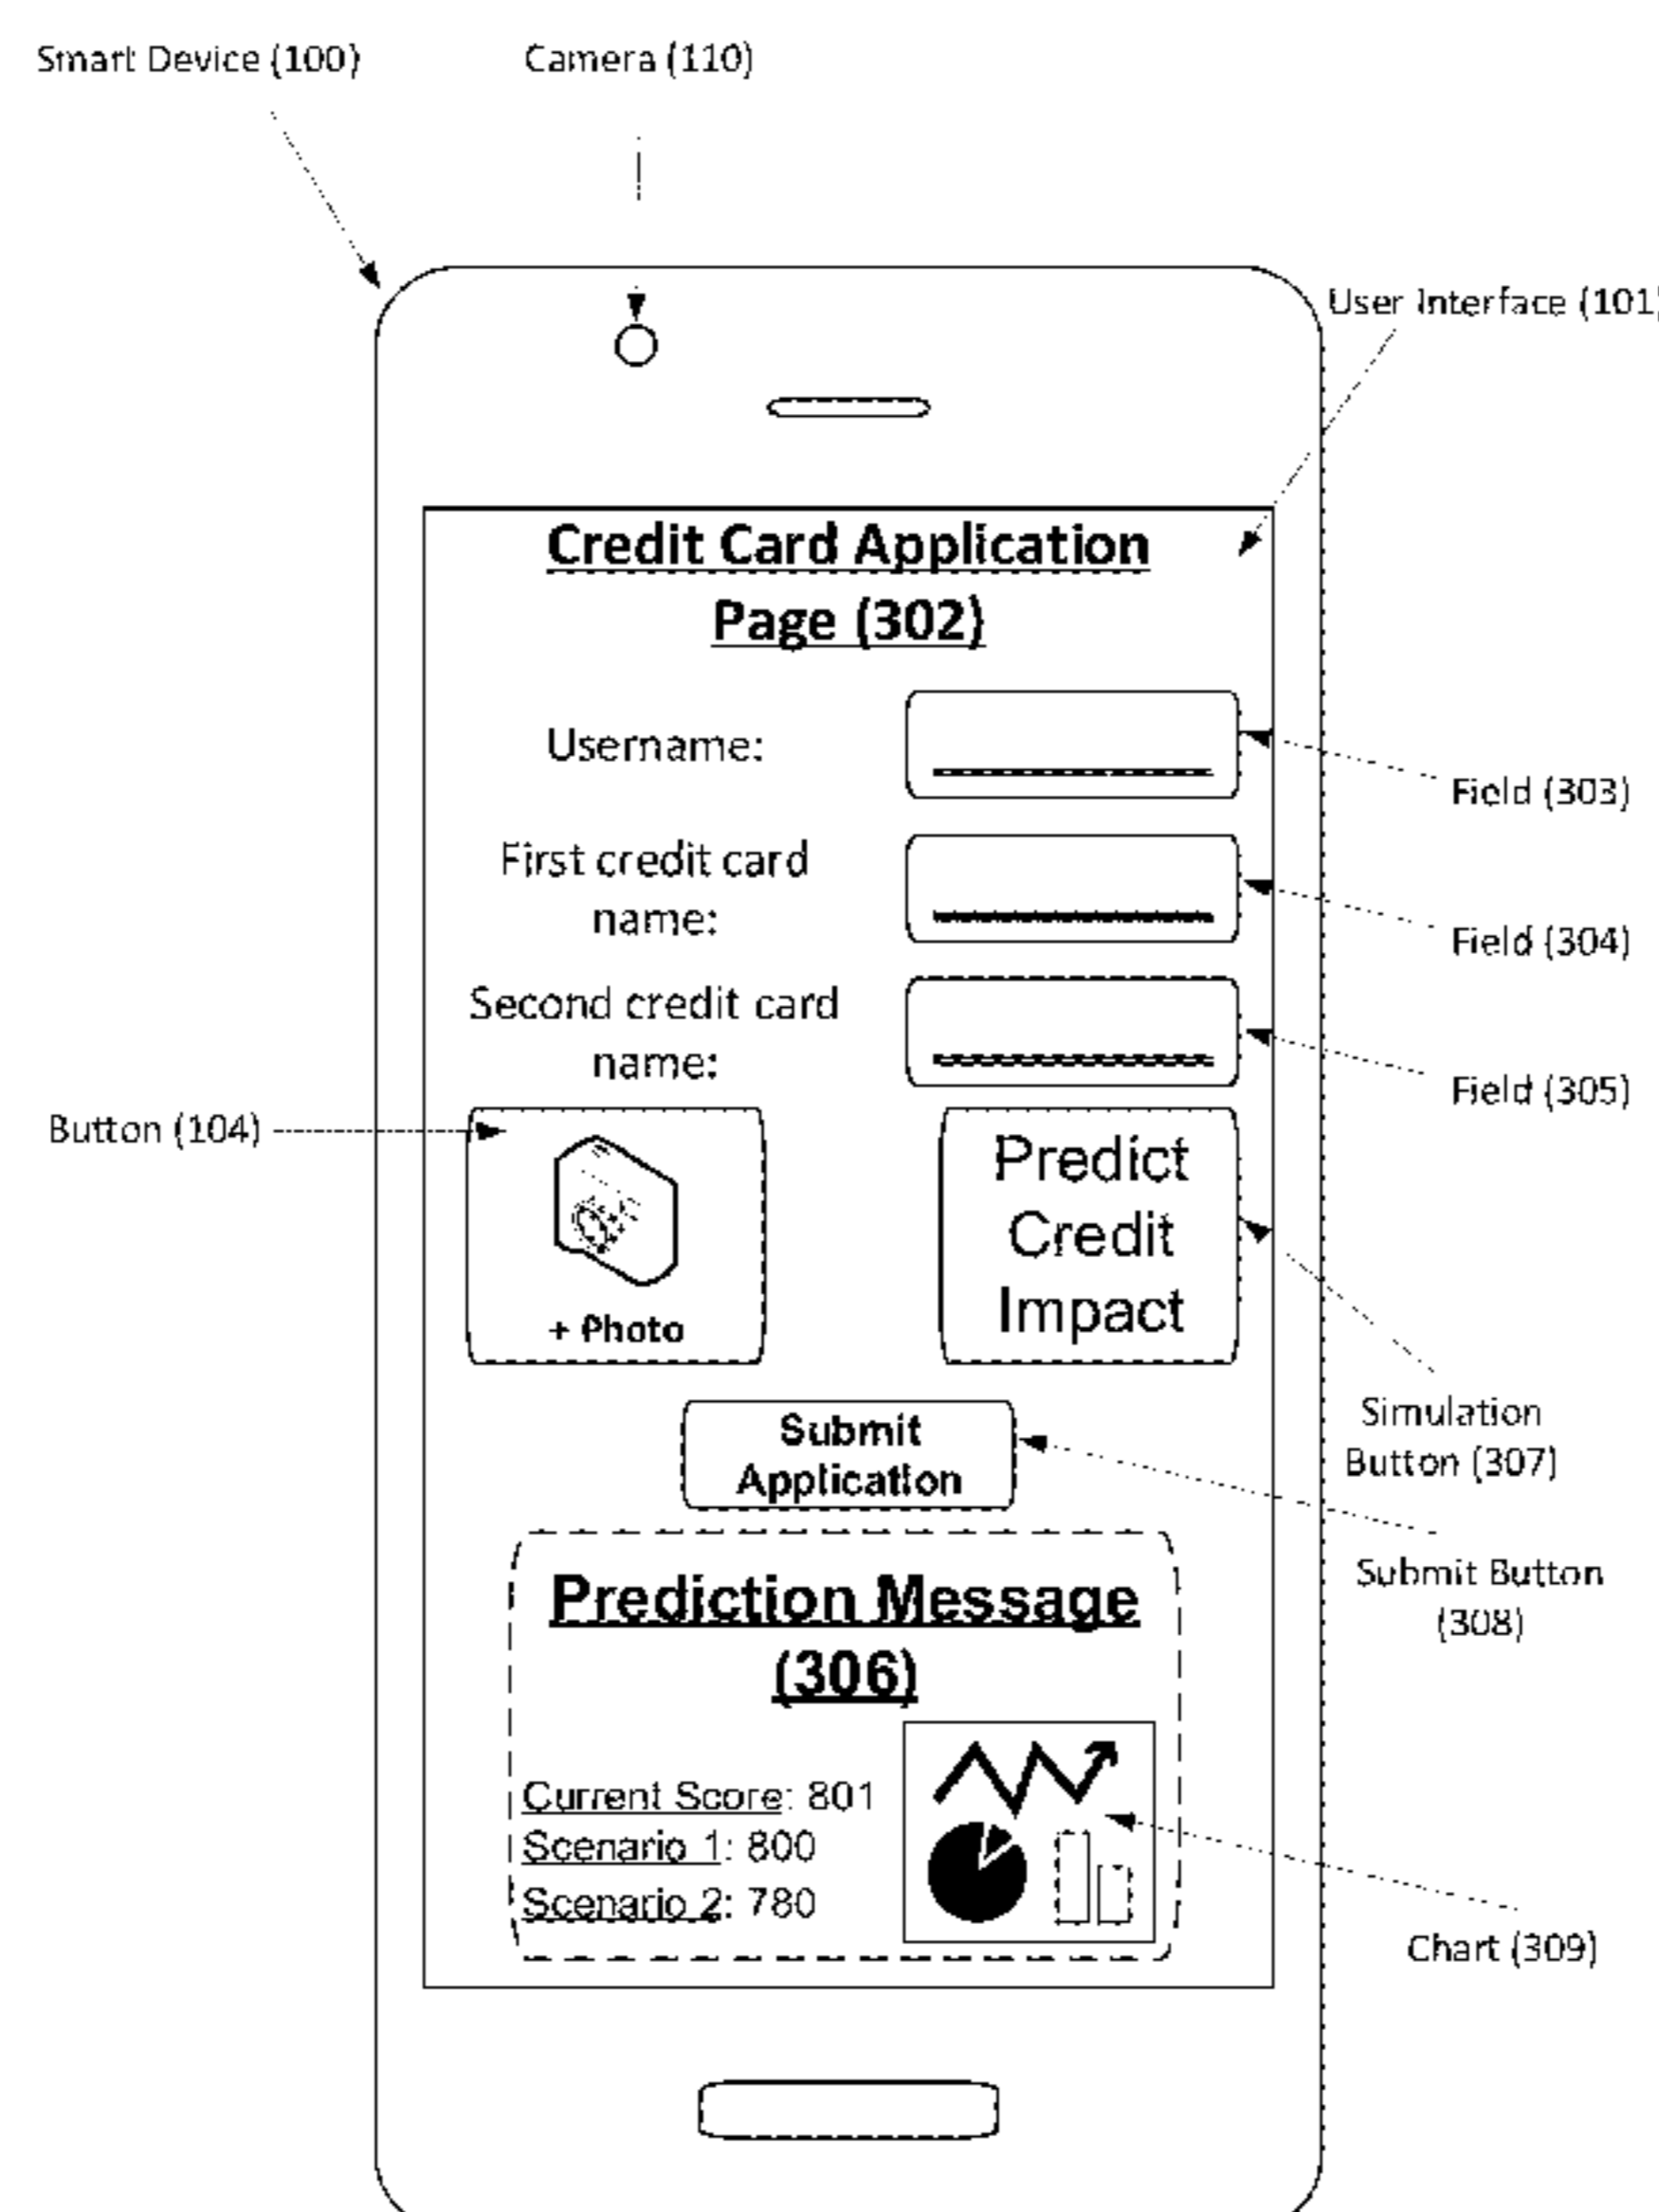 Smart Device (100)
Camera (110)
User Interface (101)
Credit Card Application
Page (302)
Username:
Field (303)
First credit card
name:
Field (304)
Second credit card
name:
Field (305)
Button (104)
+ Photo
Predict
Credit
Impact
Simulation
Button (307)
Submit
Application
Submit Button
(308)
Prediction Message
(306)
Current Score: 801
Scenario 1: 800
Scenario 2: 780
Chart (309)